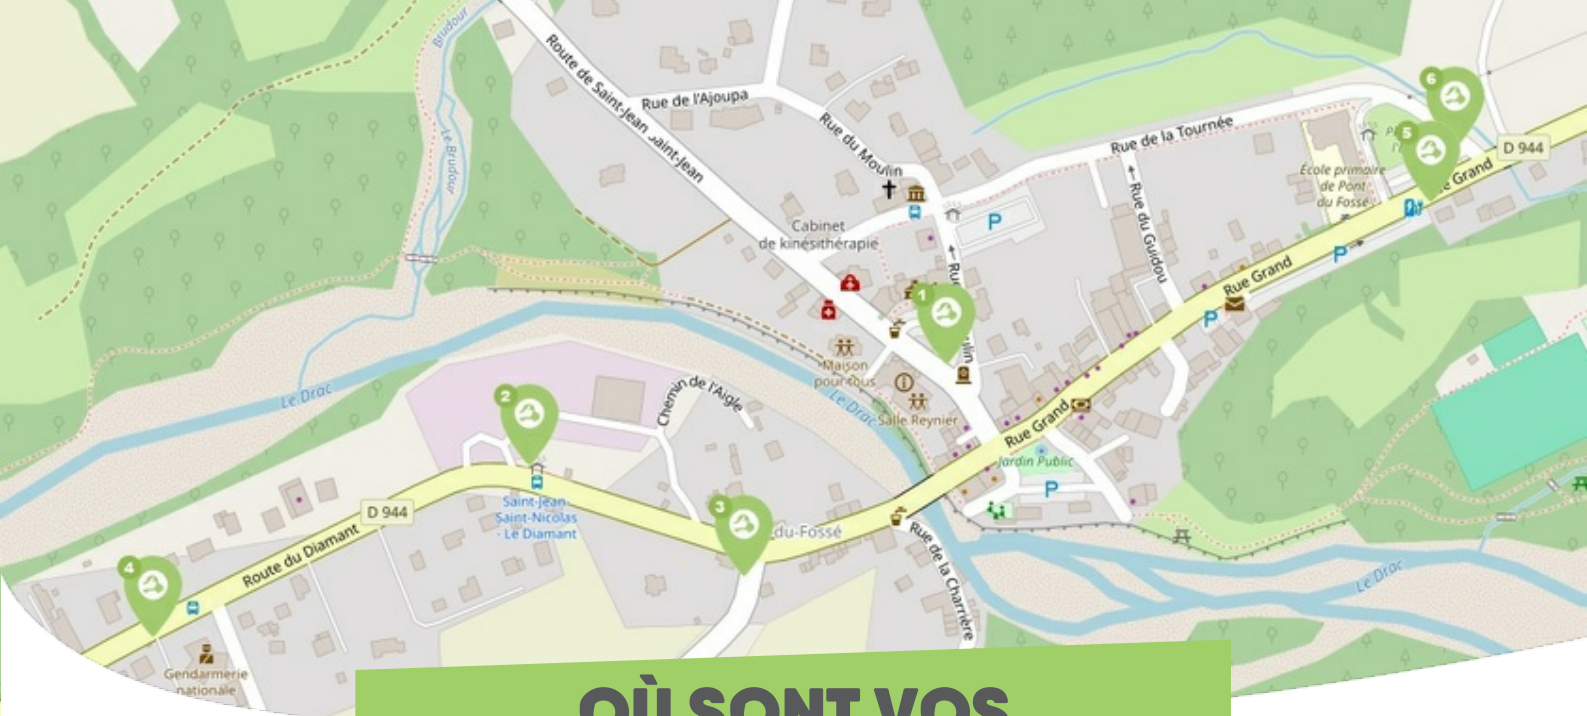 Brudour
Route de Saint-Jean
Saint-Jean
Rue de l'Ajoupa
Rue du Moulin
Le Brudour
Rue de la Tournée
6
5
D 944
Rue Grand
École primaire
de Pont
du Fossé
Rue du Guidou
Cabinet
de kinésithérapie
P
P
Rue Grand
P
1
Maison
pour tous
Salle Reynier
Le Drac
Le Drac
Chemin de l'Aigle
2
Rue Grand
Jardin Public
P
Saint-Jean-
Saint-Nicolas
- Le Diamant
D 944
3
du-Fossé
Route du Diamant
4
Rue de la Charrière
Le Drac
Gendarmerie
nationale
OÙ SONT VOS